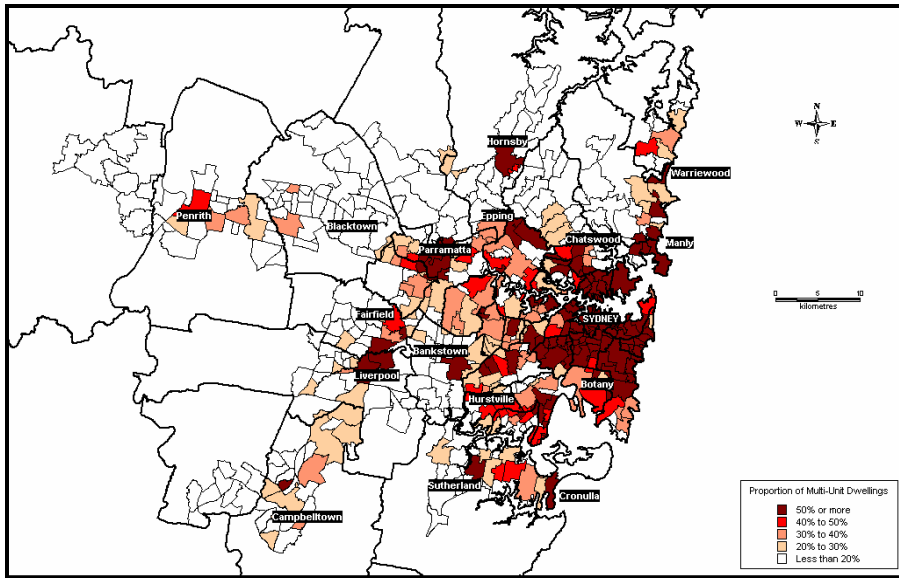 N
W E
S
Hornsby
Warriewood
Penrith
Epping
Blacktown
Chatswood
Manly
Parramatta
0 5 10
kilometres
Fairfield
SYDNEY
Bankstown
Liverpool
Botany
Hurstville
Sutherland
Cronulla
Campbelltown
Proportion of Multi-Unit Dwellings
50% or more
40% to 50%
30% to 40%
20% to 30%
Less than 20%